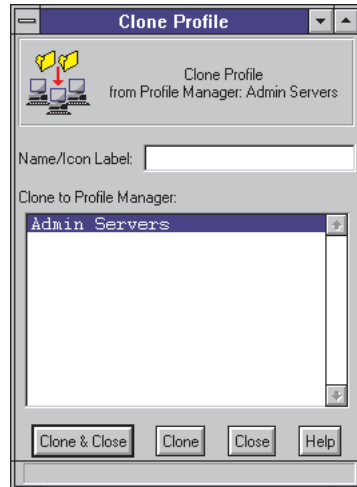 Clone Profile
Clone Profile
from Profile Manager: Admin Servers
Name/Icon Label:
Clone to Profile Manager:
Admin Servers
Clone & Close Clone Close Help